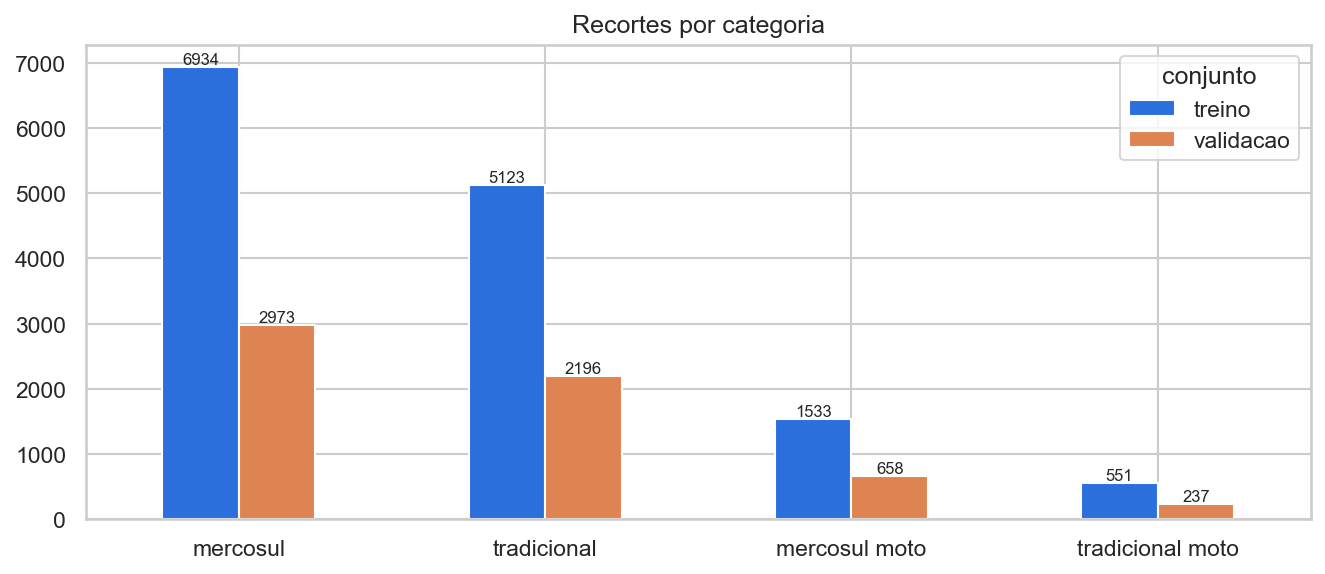 Recortes por categoria
7000
6000
5000
4000
3000
2000
1000
0
6934
2973
5123
2196
1533
658
551
237
conjunto
treino
validacao
mercosul
tradicional
mercosul moto
tradicional moto